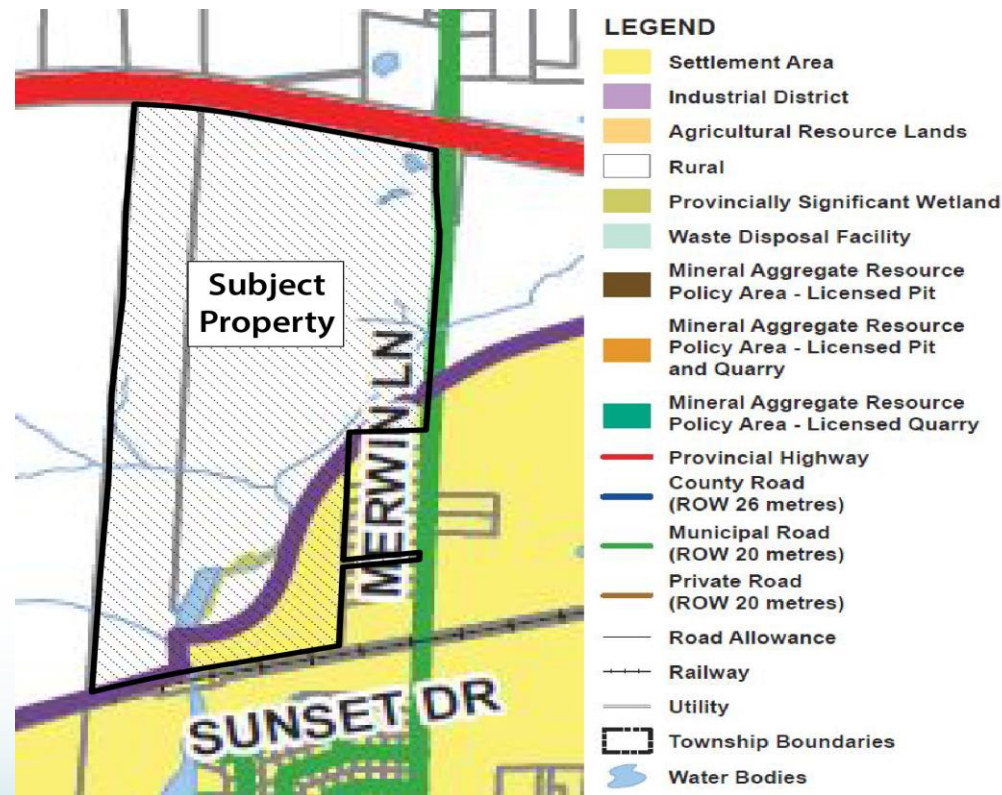 Subject
Property
MERWIN LN
SUNSET DR
LEGEND
Settlement Area
Industrial District
Agricultural Resource Lands
Rural
Provincially Significant Wetland
Waste Disposal Facility
Mineral Aggregate Resource
Policy Area - Licensed Pit
Mineral Aggregate Resource
Policy Area - Licensed Pit
and Quarry
Mineral Aggregate Resource
Policy Area - Licensed Quarry
Provincial Highway
County Road
(ROW 26 metres)
Municipal Road
(ROW 20 metres)
Private Road
(ROW 20 metres)
Road Allowance
Railway
Utility
Township Boundaries
Water Bodies